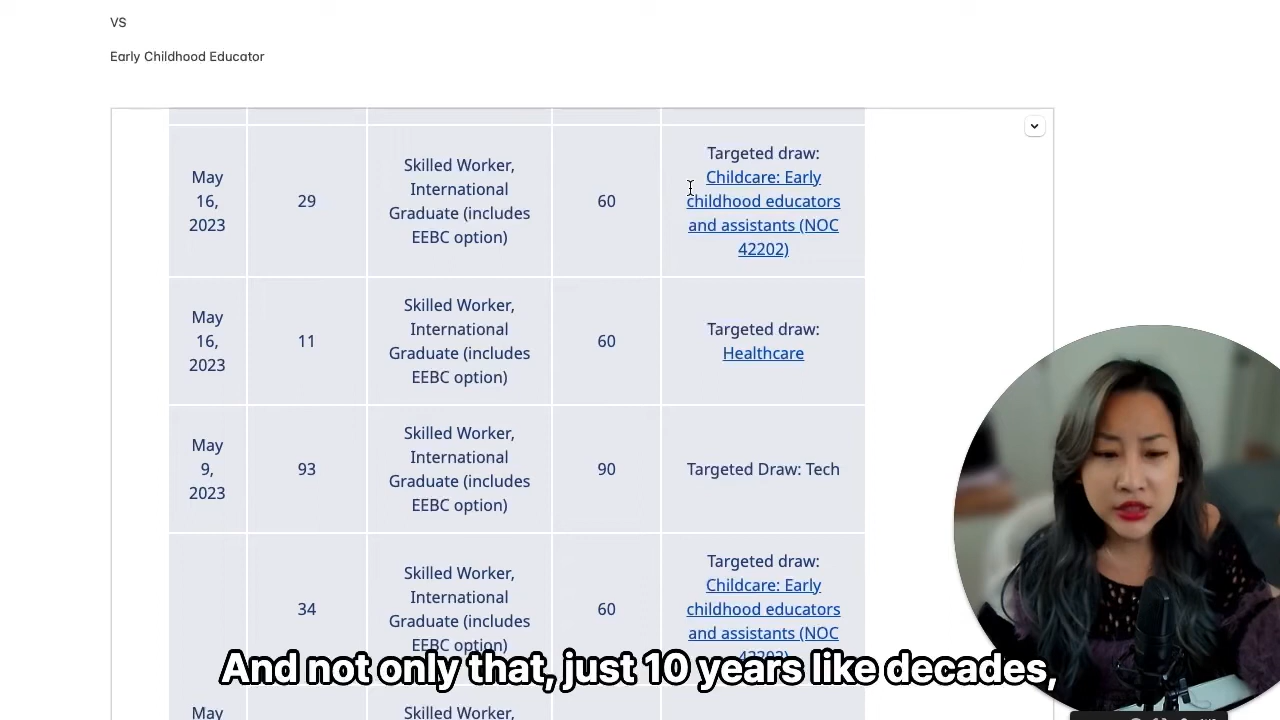 VS
Early Childhood Educator
May
16,
2023
29
Skilled Worker,
International
Graduate (includes
EEBC option)
60
Targeted draw:
Childcare: Early
childhood educators
and assistants (NOC
42202)
May
16,
2023
11
Skilled Worker,
International
Graduate (includes
EEBC option)
60
Targeted draw:
Healthcare
May
9,
2023
93
Skilled Worker,
International
Graduate (includes
EEBC option)
90
Targeted Draw: Tech
34
Skilled Worker,
International
Graduate (includes
EEBC option)
60
Targeted draw:
Childcare: Early
childhood educators
and assistants (NOC
And not only that, just 10 years like decades,
May
Skilled Worker,